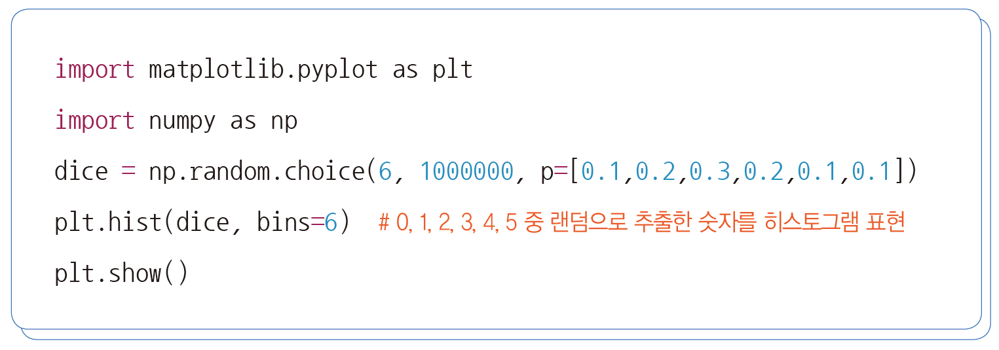 import matplotlib.pyplot as plt
import numpy as np
dice = np.random.choice(6, 1000000, p=[0.1,0.2,0.3,0.2,0.1,0.1])
plt.hist(dice, bins=6)  # 0, 1, 2, 3, 4, 5 중 랜덤으로 추출한 숫자를 히스토그램 표현
plt.show()